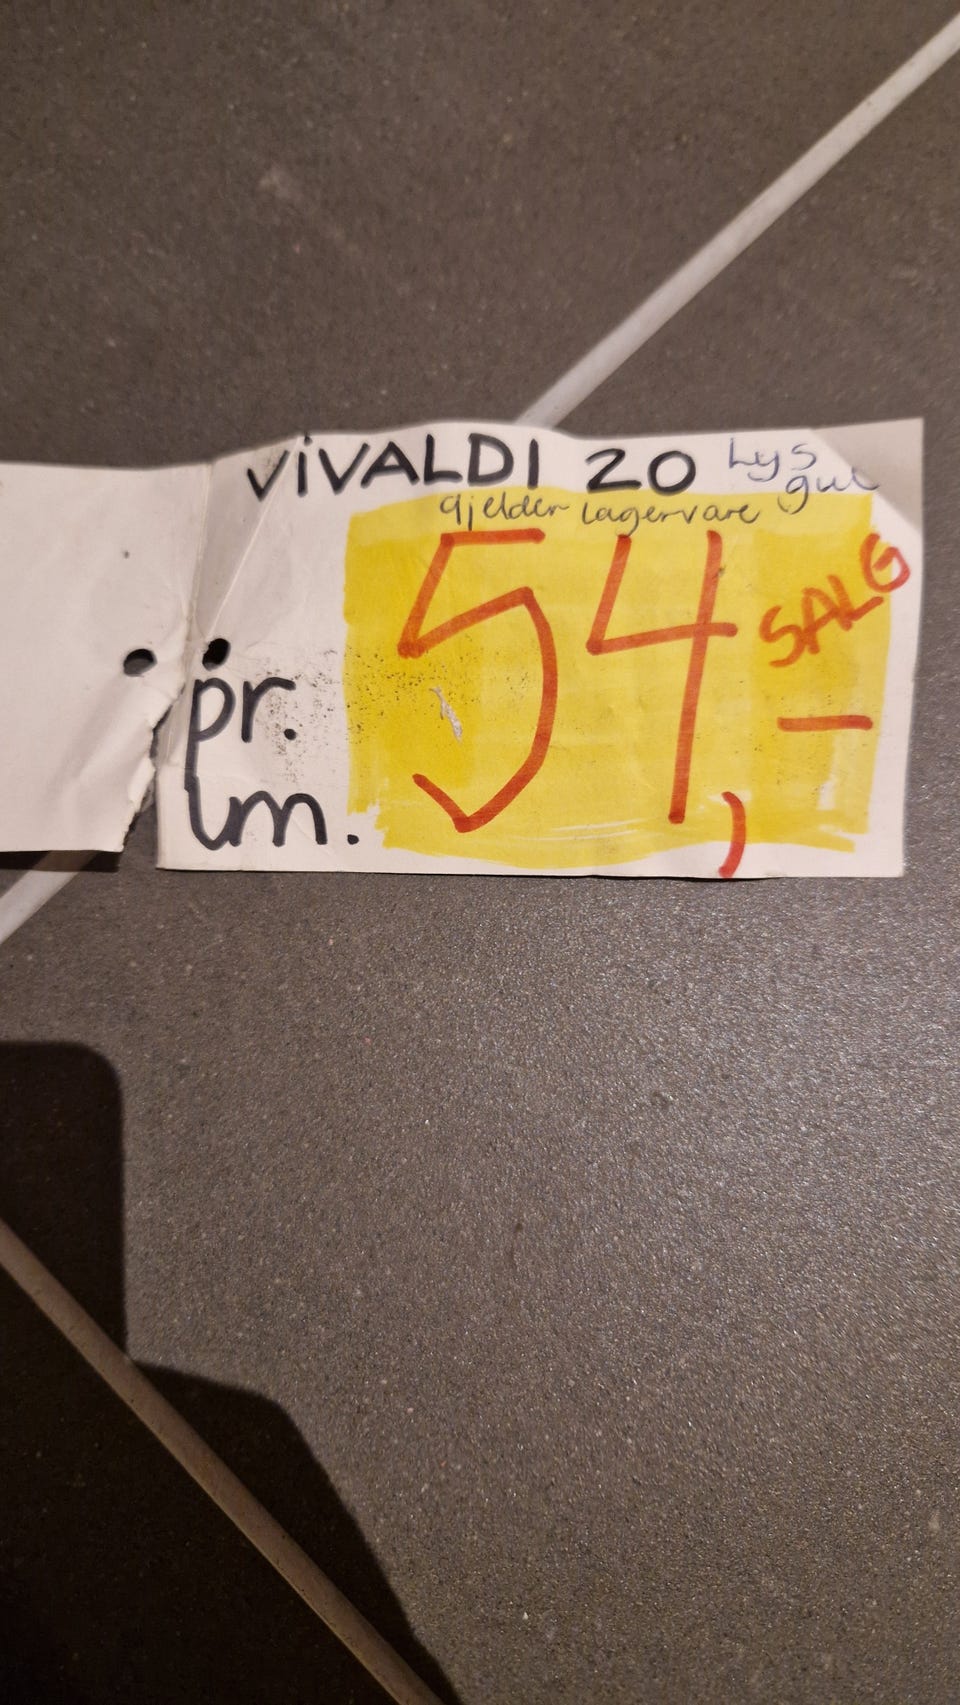 ViVALDI 20 Lys
gul
gjelder lagervare
54,-
SALG
pr.
lm.